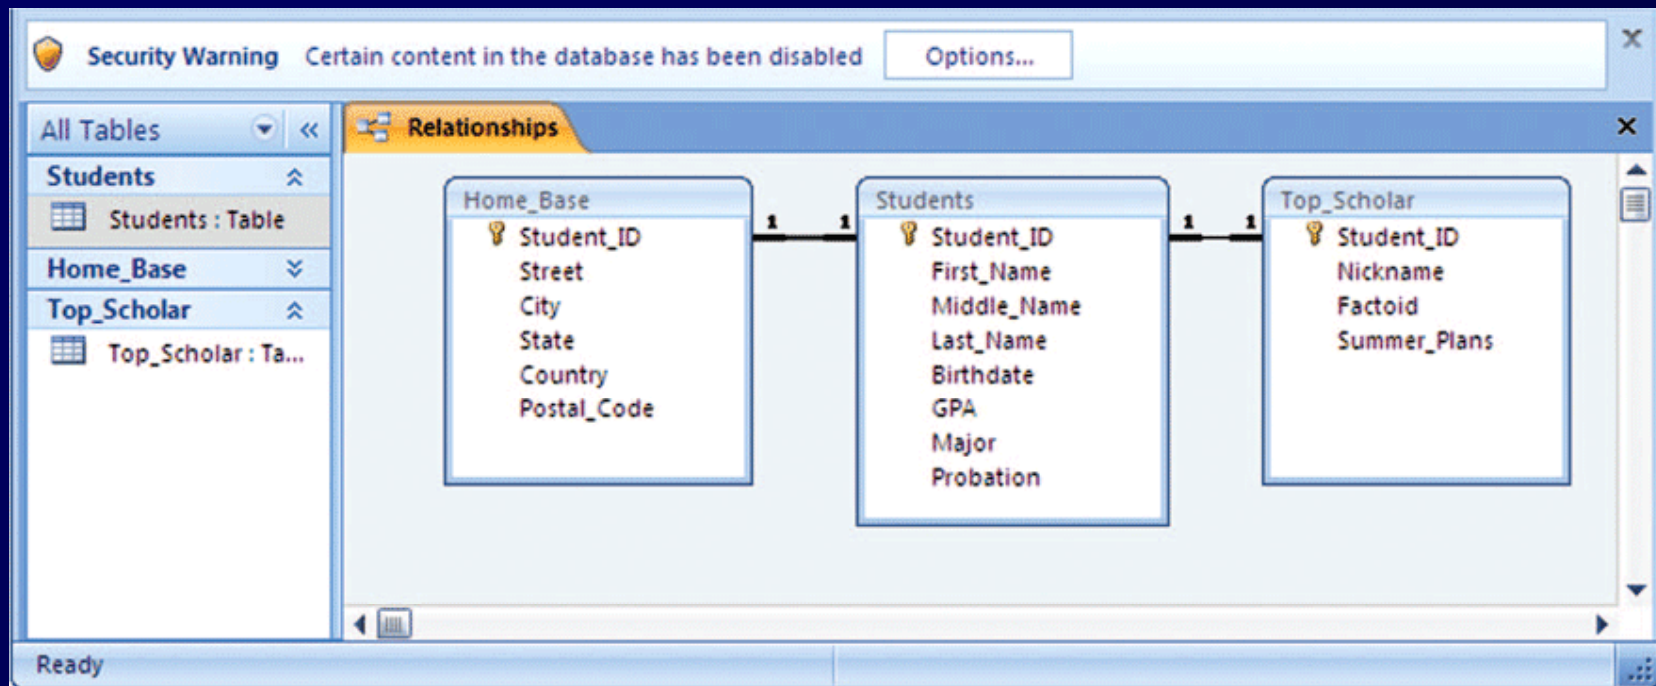 Security Warning Certain content in the database has been disabled Options...
All Tables
Students
Students : Table
Home_Base
Top_Scholar
Top_Scholar : Ta...
Relationships
Home_Base
Student_ID
Street
City
State
Country
Postal_Code
1 1
Students
Student_ID
First_Name
Middle_Name
Last_Name
Birthdate
GPA
Major
Probation
1 1
Top_Scholar
Student_ID
Nickname
Factoid
Summer_Plans
Ready